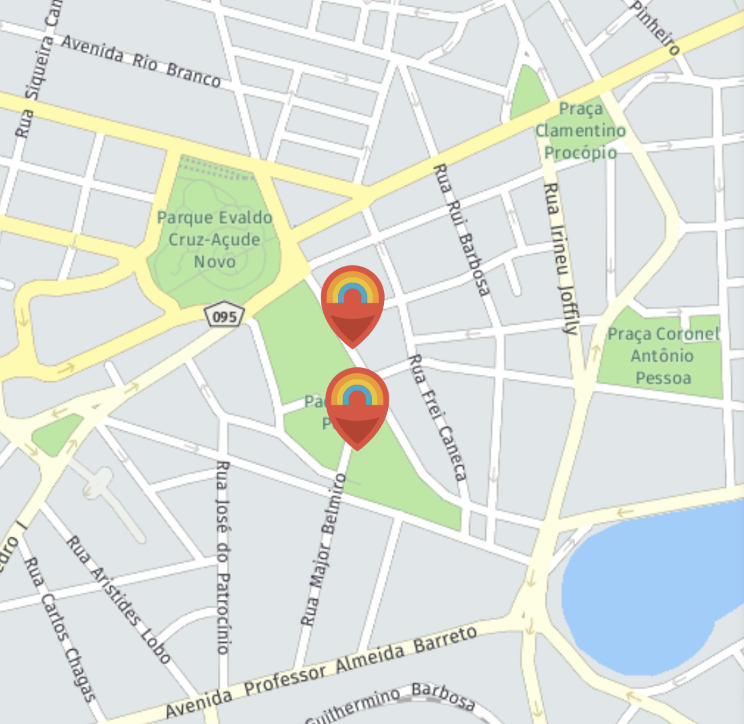 Pinheiro
Rua Siqueira Cam
Avenida Rio Branco
Praça
Clamentino
Procópio
Rua Rui Barbosa
Rua Irineu Joffily
Parque Evaldo
Cruz-Açude
Novo
095
Praça Coronel
Antônio
Pessoa
Rua Frei Caneca
Pa
P
Rua Major Belmiro
Rua José do Patrocínio
edro I
Rua Aristides Lobo
Rua Carlos Chagas
Avenida Professor Almeida Barreto
Guilhermino Barbosa